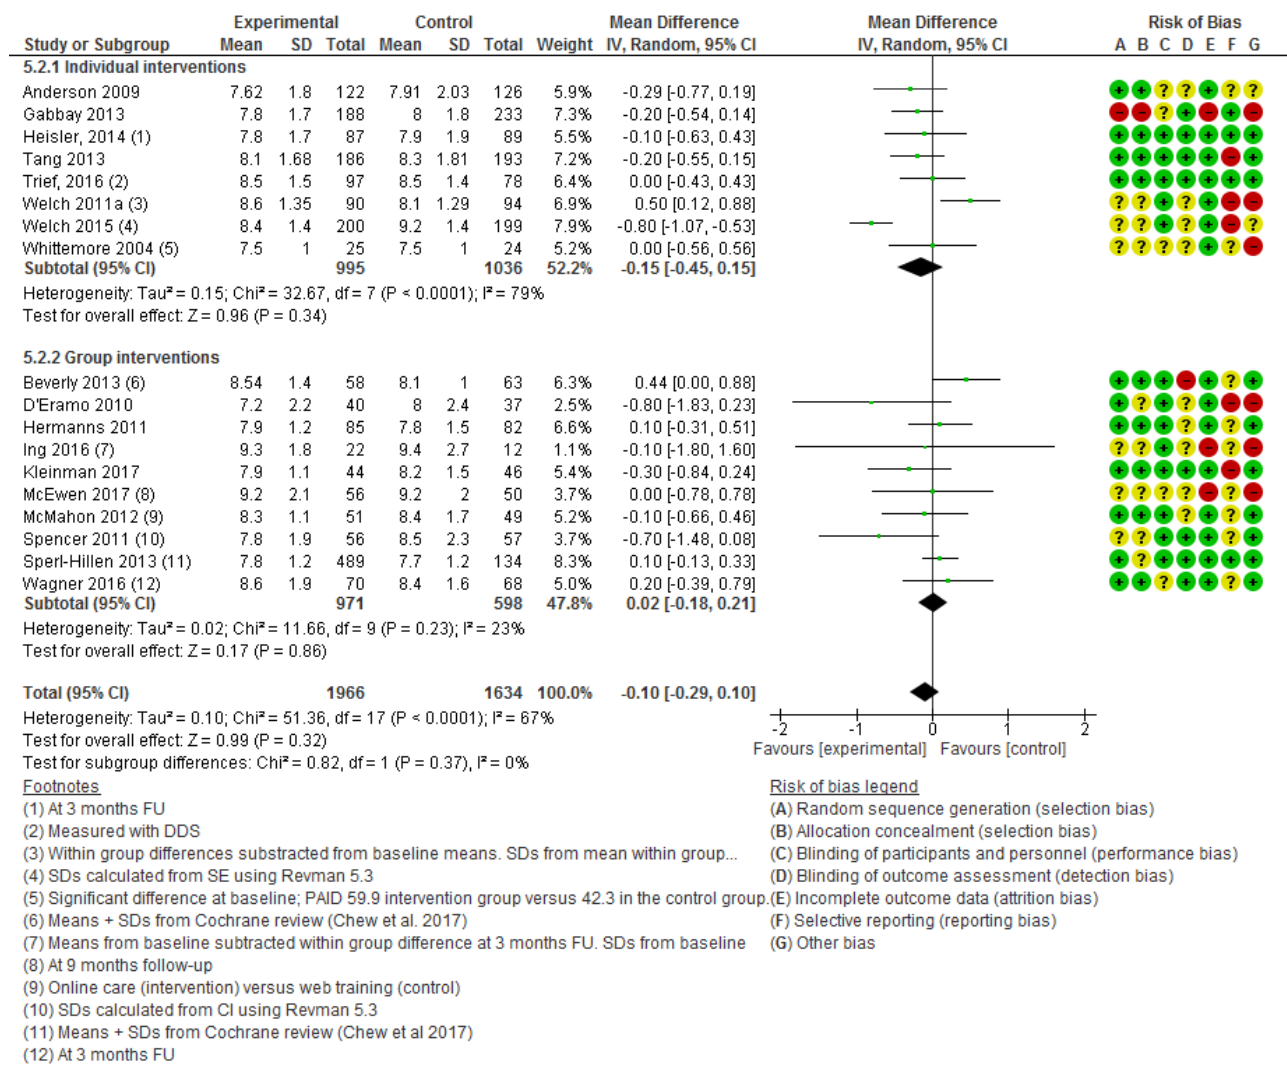 Experimental Control Mean Difference Mean Difference Risk of Bias
Study or Subgroup Mean SD Total Mean SD Total Weight IV, Random, 95% CI IV, Random, 95% CI A B C D E F G
5.2.1 Individual interventions
Anderson 2009 7.62 1.8 122 7.91 2.03 126 5.9% -0.29 [-0.77, 0.19] + + ? ? + ? ?
Gabbay 2013 7.8 1.7 188 8 1.8 233 7.3% -0.20 [-0.54, 0.14] - - ? + - + -
Heisler, 2014 (1) 7.8 1.7 87 7.9 1.9 89 5.5% -0.10 [-0.63, 0.43] + + + + + + +
Tang 2013 8.1 1.68 186 8.3 1.81 193 7.2% -0.20 [-0.55, 0.15] + + + + + - +
Trief, 2016 (2) 8.5 1.5 97 8.5 1.4 78 6.4% 0.00 [-0.43, 0.43] + + + + + + +
Welch 2011a (3) 8.6 1.35 90 8.1 1.29 94 6.9% 0.50 [0.12, 0.88] ? ? + ? + - -
Welch 2015 (4) 8.4 1.4 200 9.2 1.4 199 7.9% -0.80 [-1.07, -0.53] ? ? + ? + - ?
Whittemore 2004 (5) 7.5 1 25 7.5 1 24 5.2% 0.00 [-0.56, 0.56] ? ? ? ? + ? -
Subtotal (95% CI) 995 1036 52.2% -0.15 [-0.45, 0.15]
Heterogeneity: Tau² = 0.15; Chi² = 32.67, df = 7 (P < 0.0001); I² = 79%
Test for overall effect: Z = 0.96 (P = 0.34)
5.2.2 Group interventions
Beverly 2013 (6) 8.54 1.4 58 8.1 1 63 6.3% 0.44 [0.00, 0.88] + + + - + ? +
D'Eramo 2010 7.2 2.2 40 8 2.4 37 2.5% -0.80 [-1.83, 0.23] + ? + ? + - -
Hermanns 2011 7.9 1.2 85 7.8 1.5 82 6.6% 0.10 [-0.31, 0.51] + + + ? + ? +
Ing 2016 (7) 9.3 1.8 22 9.4 2.7 12 1.1% -0.10 [-1.80, 1.60] ? ? + ? - ? -
Kleinman 2017 7.9 1.1 44 8.2 1.5 46 5.4% -0.30 [-0.84, 0.24] + + + + + - +
McEwen 2017 (8) 9.2 2.1 56 9.2 2 50 3.7% 0.00 [-0.78, 0.78] ? ? ? ? - ? -
McMahon 2012 (9) 8.3 1.1 51 8.4 1.7 49 5.2% -0.10 [-0.66, 0.46] + + + ? + ? +
Spencer 2011 (10) 7.8 1.9 56 8.5 2.3 57 3.7% -0.70 [-1.48, 0.08] ? ? + + + ? +
Sperl-Hillen 2013 (11) 7.8 1.2 489 7.7 1.2 134 8.3% 0.10 [-0.13, 0.33] + ? + + + + +
Wagner 2016 (12) 8.6 1.9 70 8.4 1.6 68 5.0% 0.20 [-0.39, 0.79] + + ? + + ? +
Subtotal (95% CI) 971 598 47.8% 0.02 [-0.18, 0.21]
Heterogeneity: Tau² = 0.02; Chi² = 11.66, df = 9 (P = 0.23); I² = 23%
Test for overall effect: Z = 0.17 (P = 0.86)
Total (95% CI) 1966 1634 100.0% -0.10 [-0.29, 0.10]
Heterogeneity: Tau² = 0.10; Chi² = 51.36, df = 17 (P < 0.0001); I² = 67%
Test for overall effect: Z = 0.99 (P = 0.32)
Test for subgroup differences: Chi² = 0.82, df = 1 (P = 0.37), I² = 0%
-2 -1 0 1 2
Favours [experimental] Favours [control]
Footnotes
(1) At 3 months FU
(2) Measured with DDS
(3) Within group differences substracted from baseline means. SDs from mean within group...
(4) SDs calculated from SE using Revman 5.3
(5) Significant difference at baseline; PAID 59.9 intervention group versus 42.3 in the control group.
(6) Means + SDs from Cochrane review (Chew et al. 2017)
(7) Means from baseline subtracted within group difference at 3 months FU. SDs from baseline
(8) At 9 months follow-up
(9) Online care (intervention) versus web training (control)
(10) SDs calculated from CI using Revman 5.3
(11) Means + SDs from Cochrane review (Chew et al 2017)
(12) At 3 months FU
Risk of bias legend
(A) Random sequence generation (selection bias)
(B) Allocation concealment (selection bias)
(C) Blinding of participants and personnel (performance bias)
(D) Blinding of outcome assessment (detection bias)
(E) Incomplete outcome data (attrition bias)
(F) Selective reporting (reporting bias)
(G) Other bias